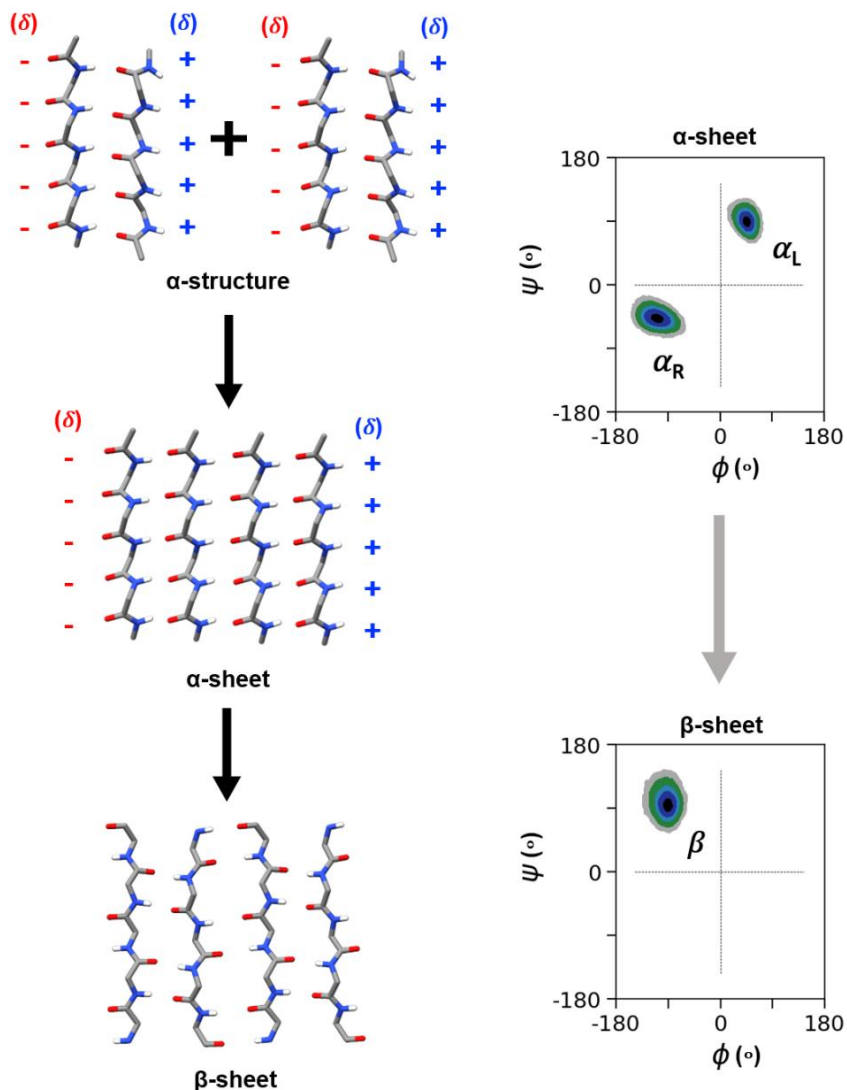 (δ) (δ) (δ) (δ)
- + - +
- + - +
+
- + - +
- + - +
- + - +
α-structure
(δ) (δ)
- +
- +
- +
- +
- +
α-sheet
β-sheet
α-sheet
180
αL
ψ (o)
0
αR
-180
-180 0 180
ϕ (o)
β-sheet
180
ψ (o)
β
0
-180
-180 0 180
ϕ (o)